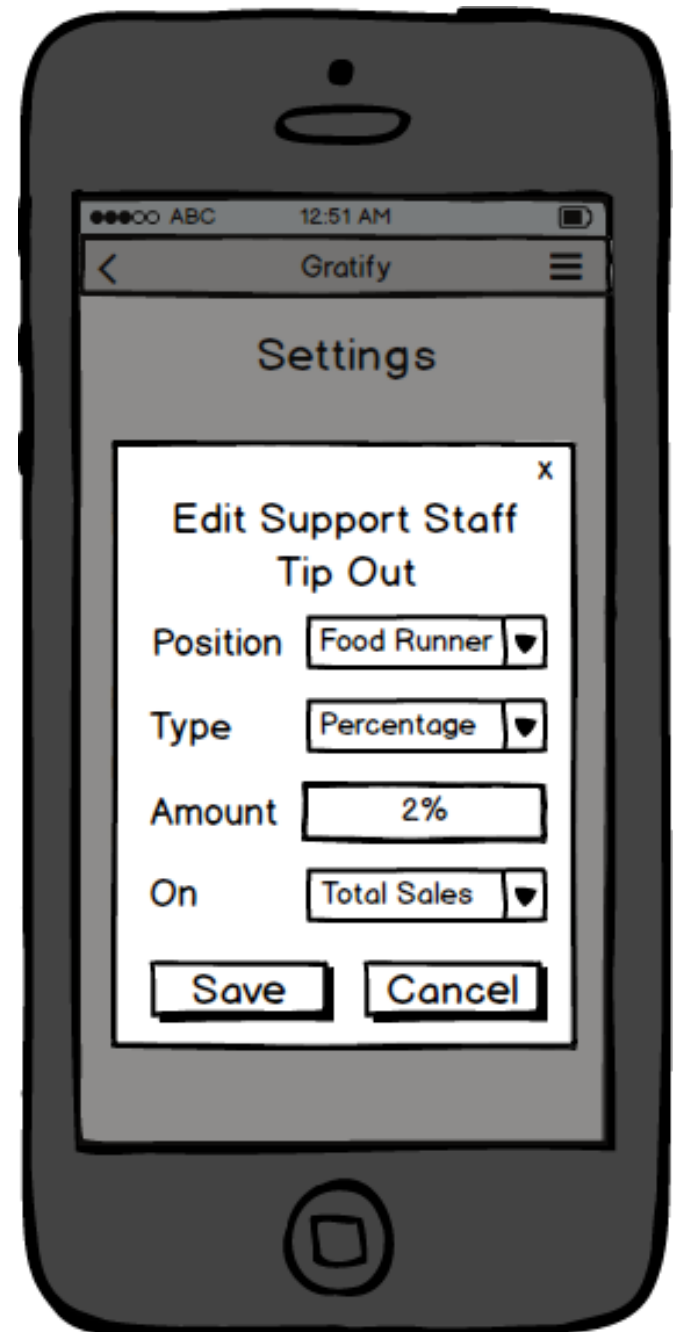 ABC 12:51 AM
Gratify
Settings
x
Edit Support Staff
Tip Out
Position Food Runner
Type Percentage
Amount 2%
On Total Sales
Save Cancel